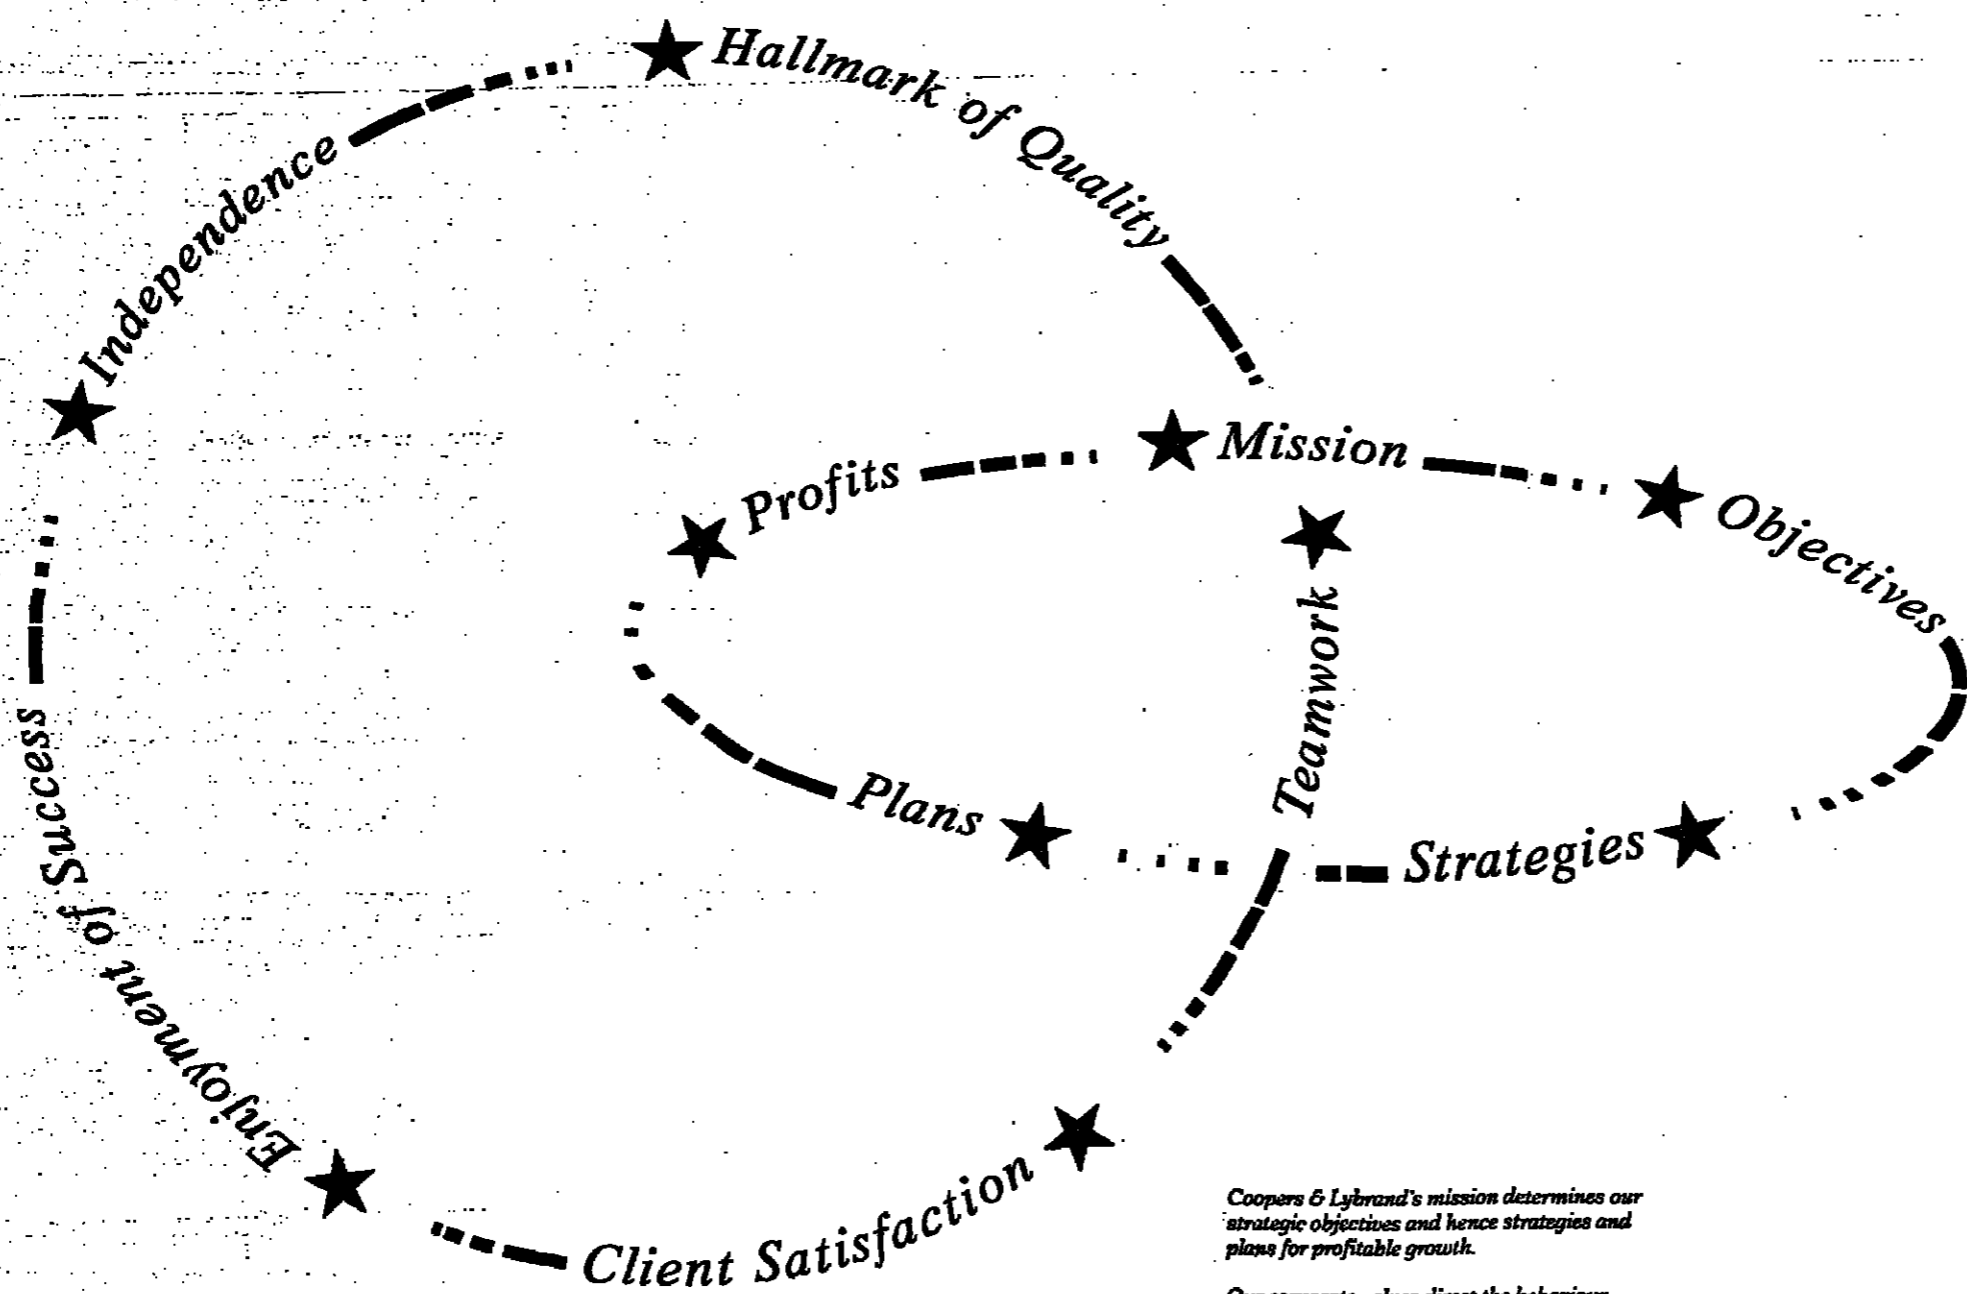 Hallmark of Quality
Independence
Mission
Profits
Objectives
Teamwork
Success
Plans
Strategies
of
Enjoyment
Client Satisfaction
Coopers & Lybrand's mission determines our
strategic objectives and hence strategies and
plans for profitable growth.